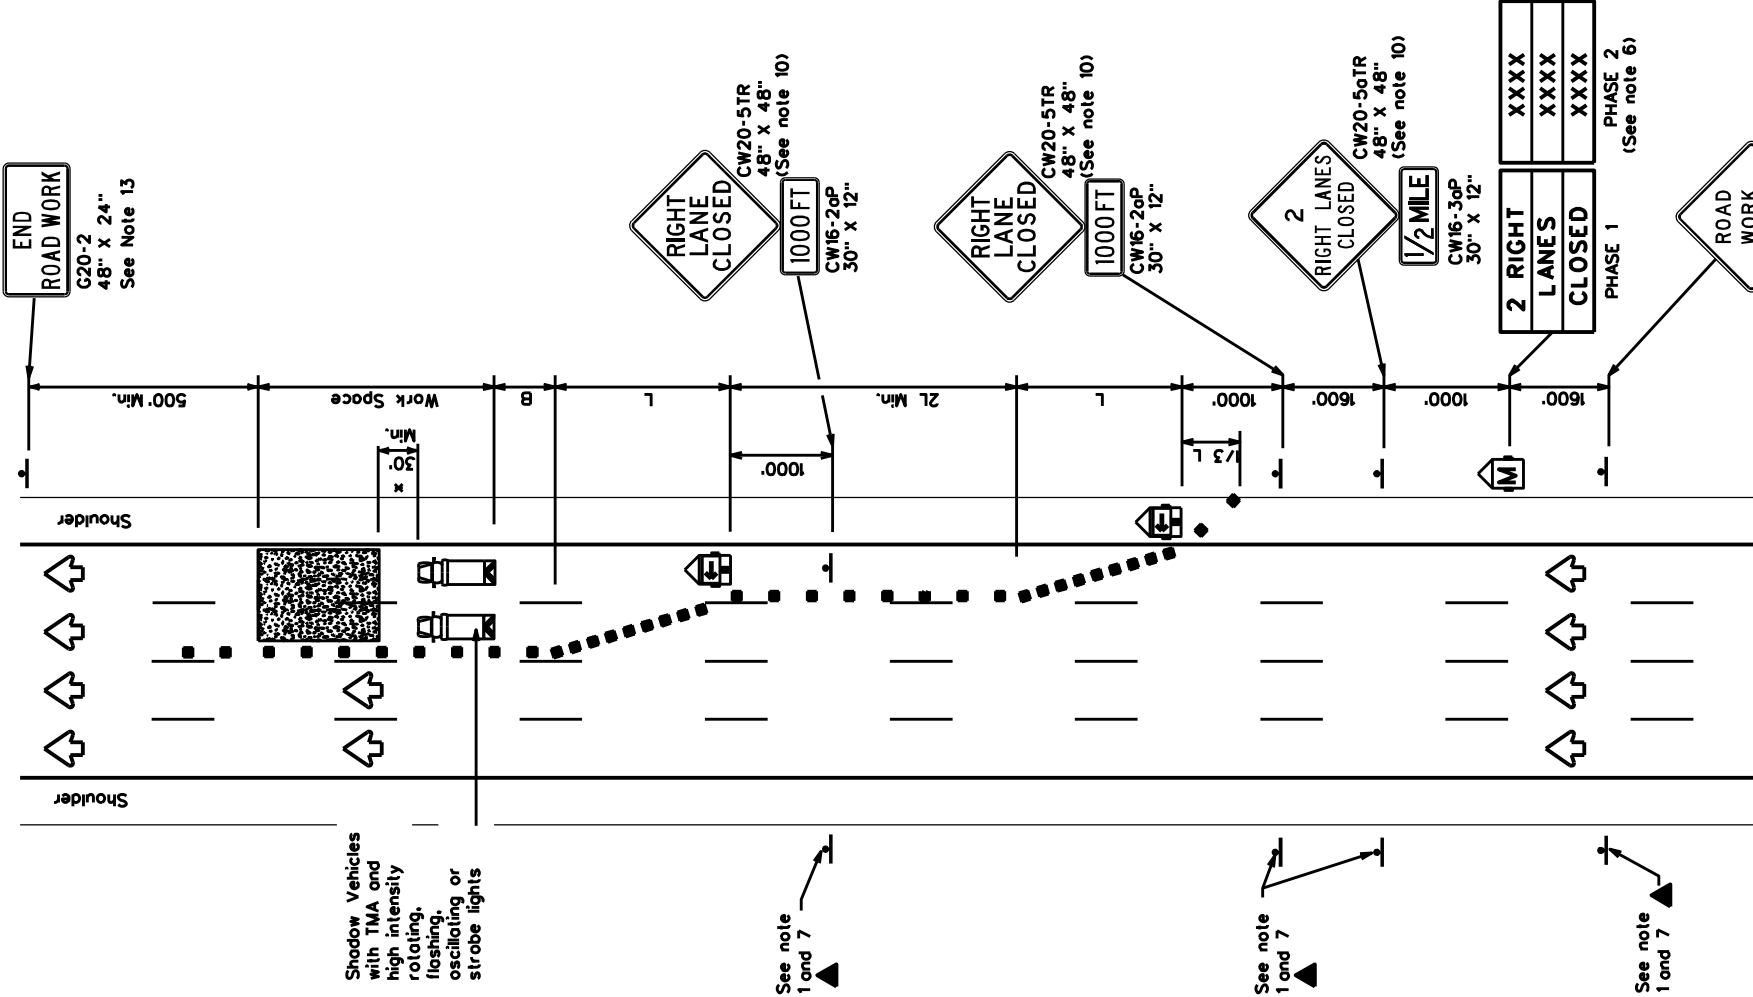 END
ROAD WORK
G20-2
48" X 24"
See Note 13
RIGHT
LANE
CLOSED
1000 FT
CW20-5TR
48" X 48"
(See note 10)
CW16-2aP
30" X 12"
RIGHT
LANE
CLOSED
1000 FT
CW20-5TR
48" X 48"
(See note 10)
CW16-2aP
30" X 12"
2
RIGHT LANES
CLOSED
1/2 MILE
CW20-5aTR
48" X 48"
(See note 10)
CW16-3aP
30" X 12"
2 RIGHT
LANES
CLOSED
PHASE 1
XXXX
XXXX
XXXX
PHASE 2
(See note 6)
ROAD
WORK
500' Min.
Work Space
B
L
2L Min.
L
1000'
1600'
1000'
1600'
Min.
30'
x
1000'
1/3 L
M
Shoulder
Shoulder
Shadow Vehicles
with TMA and
high intensity
rotating,
flashing,
oscillating or
strobe lights
See note
1 and 7
See note
1 and 7
See note
1 and 7